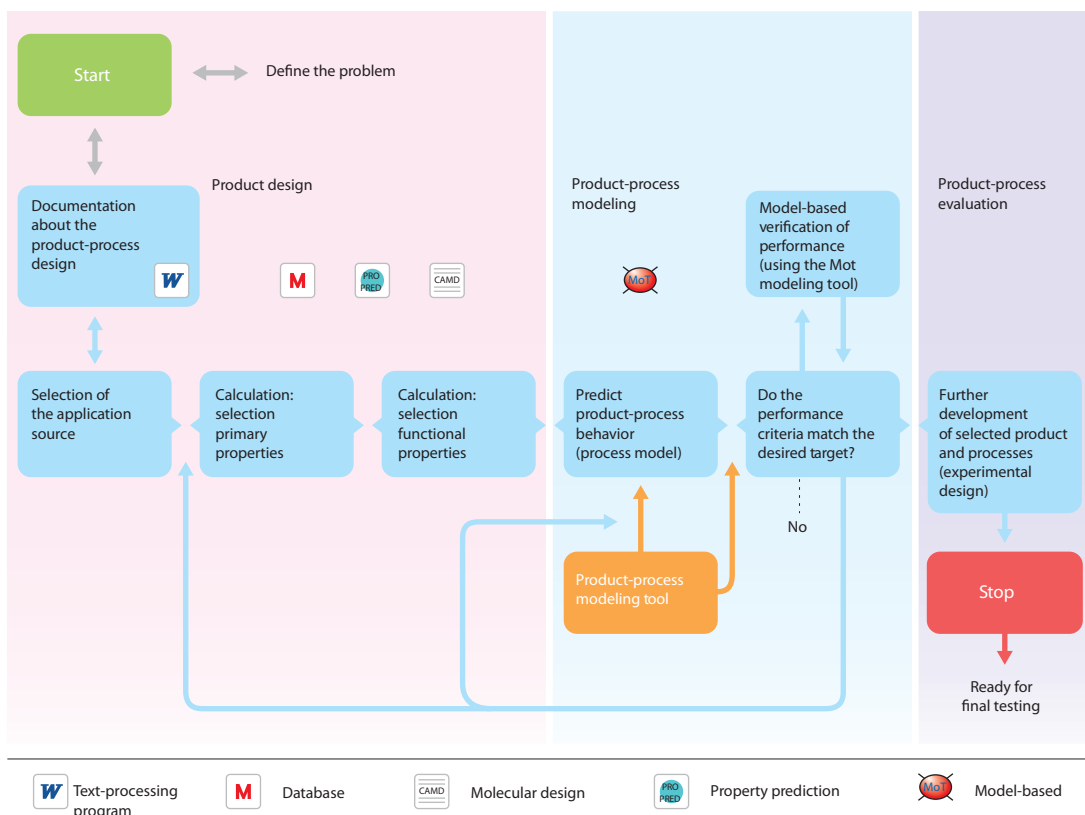 Start
Define the problem
Product design
Documentation
about the
product-process
design
W
M
PRO
PRED
CAMD
Selection of
the application
source
Calculation:
selection
primary
properties
Calculation:
selection
functional
properties
Product-process
modeling
MoT
Model-based
verification of
performance
(using the Mot
modeling tool)
Predict
product-process
behavior
(process model)
Do the
performance
criteria match the
desired target?
No
Product-process
modeling tool
Product-process
evaluation
Further
development
of selected product
and processes
(experimental
design)
Stop
Ready for
final testing
W
Text-processing
program
M
Database
CAMD
Molecular design
PRO
PRED
Property prediction
MoT
Model-based